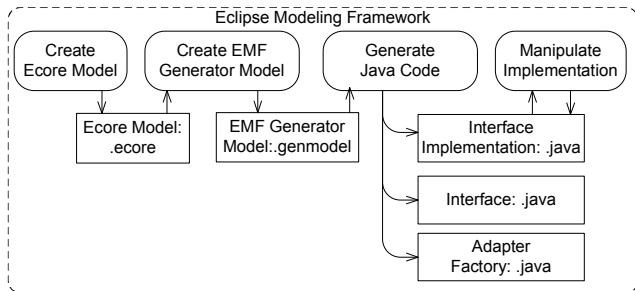 Eclipse Modeling Framework
Create
Ecore Model
Create EMF
Generator Model
Generate
Java Code
Manipulate
Implementation
Ecore Model:
.ecore
EMF Generator
Model:.genmodel
Interface
Implementation: .java
Interface: .java
Adapter
Factory: .java